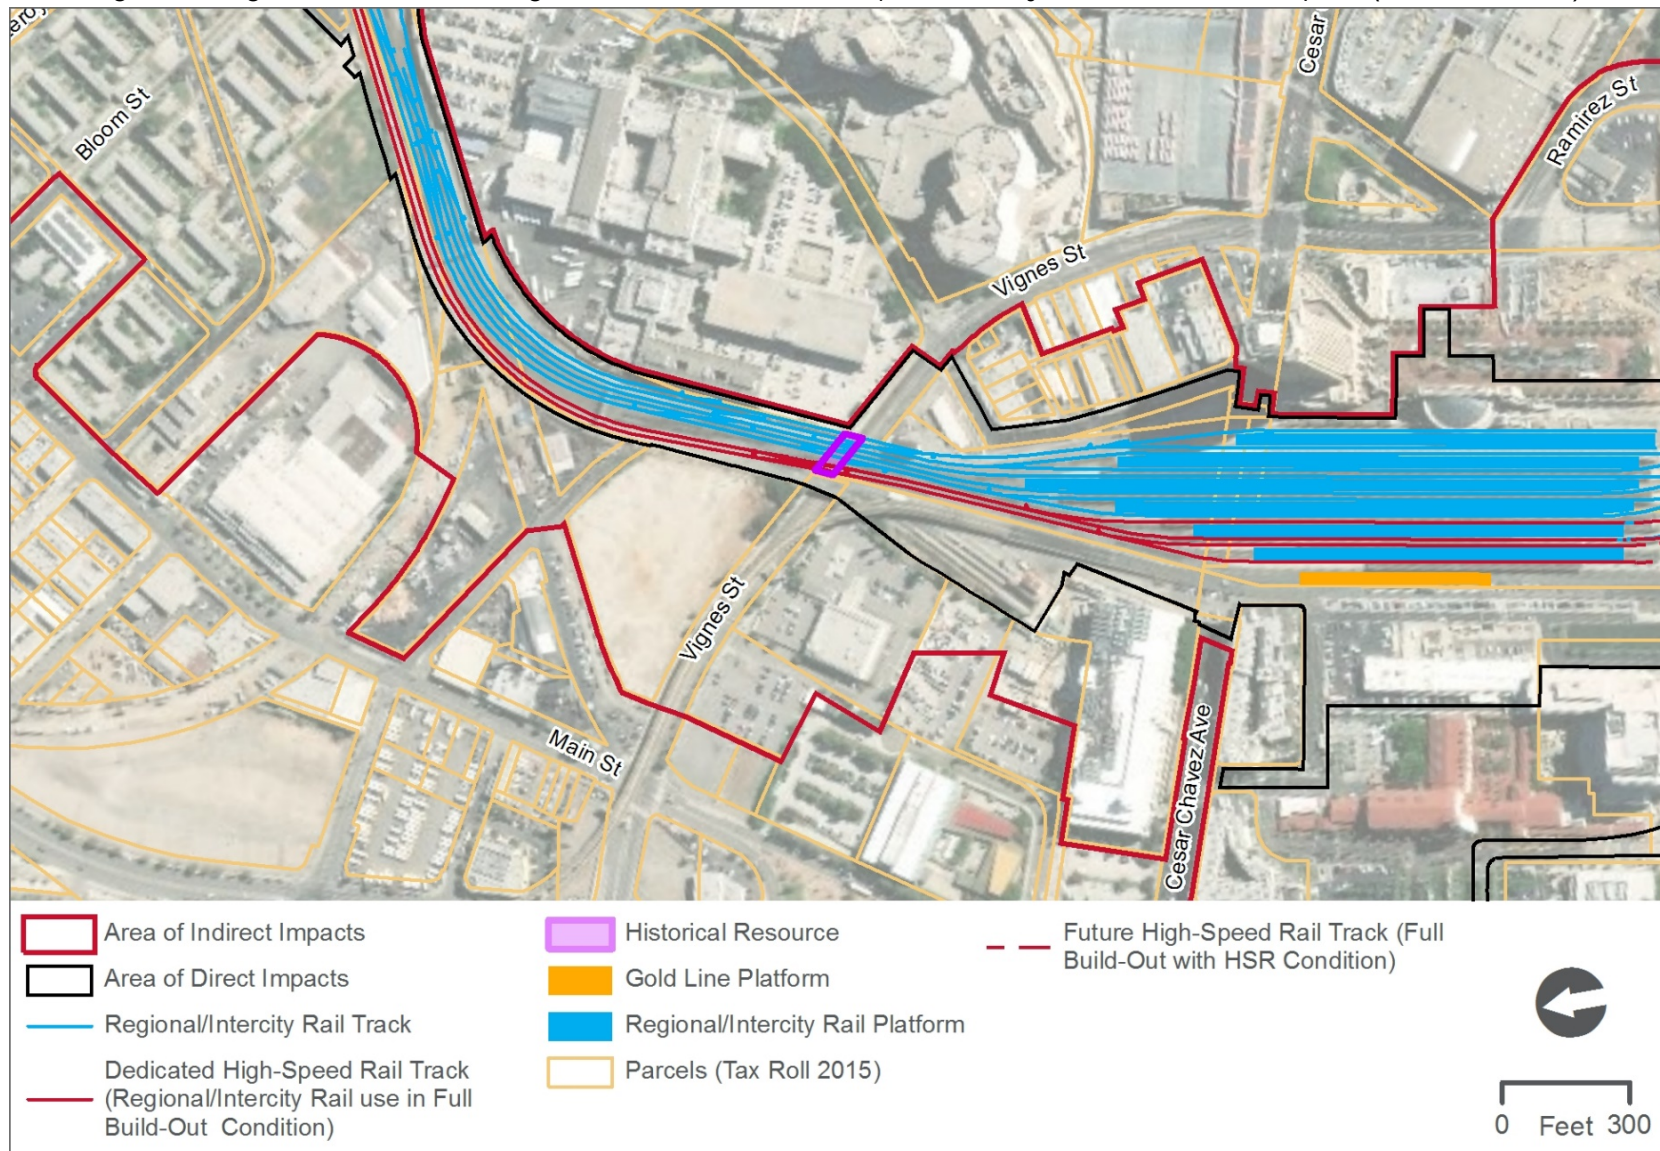 Bloom St
Cesar
Ramirez St
Vignes St
Vignes St
Main St
Cesar Chavez Ave
Area of Indirect Impacts
Area of Direct Impacts
Regional/Intercity Rail Track
Dedicated High-Speed Rail Track
(Regional/Intercity Rail use in Full
Build-Out Condition)
Historical Resource
Gold Line Platform
Regional/Intercity Rail Platform
Parcels (Tax Roll 2015)
Future High-Speed Rail Track (Full
Build-Out with HSR Condition)
0 Feet 300